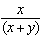 x
(x + y)